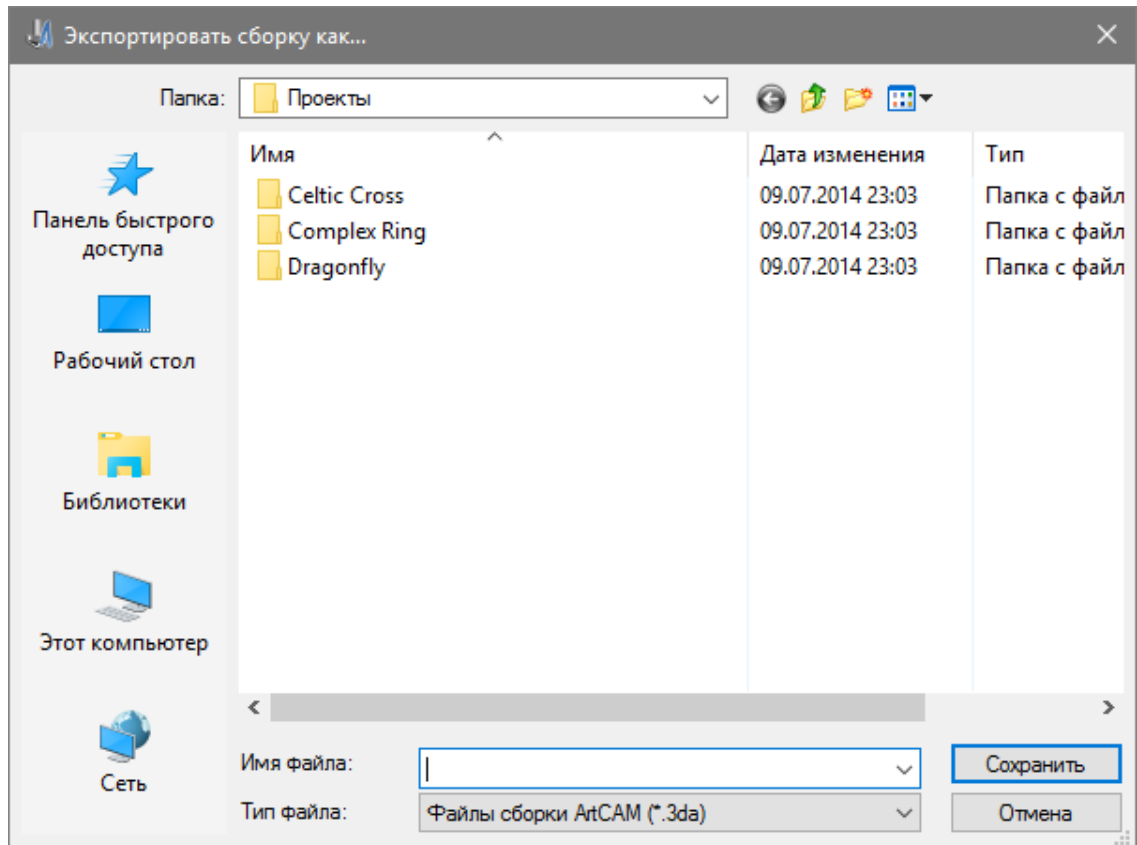 Экспортировать сборку как...
Папка: Проекты
Имя Дата изменения Тип
Celtic Cross 09.07.2014 23:03 Папка с файл
Complex Ring 09.07.2014 23:03 Папка с файл
Dragonfly 09.07.2014 23:03 Папка с файл
Панель быстрого
доступа
Рабочий стол
Библиотеки
Этот компьютер
Сеть
Имя файла: Сохранить
Тип файла: Файлы сборки ArtCAM (*.3da) Отмена